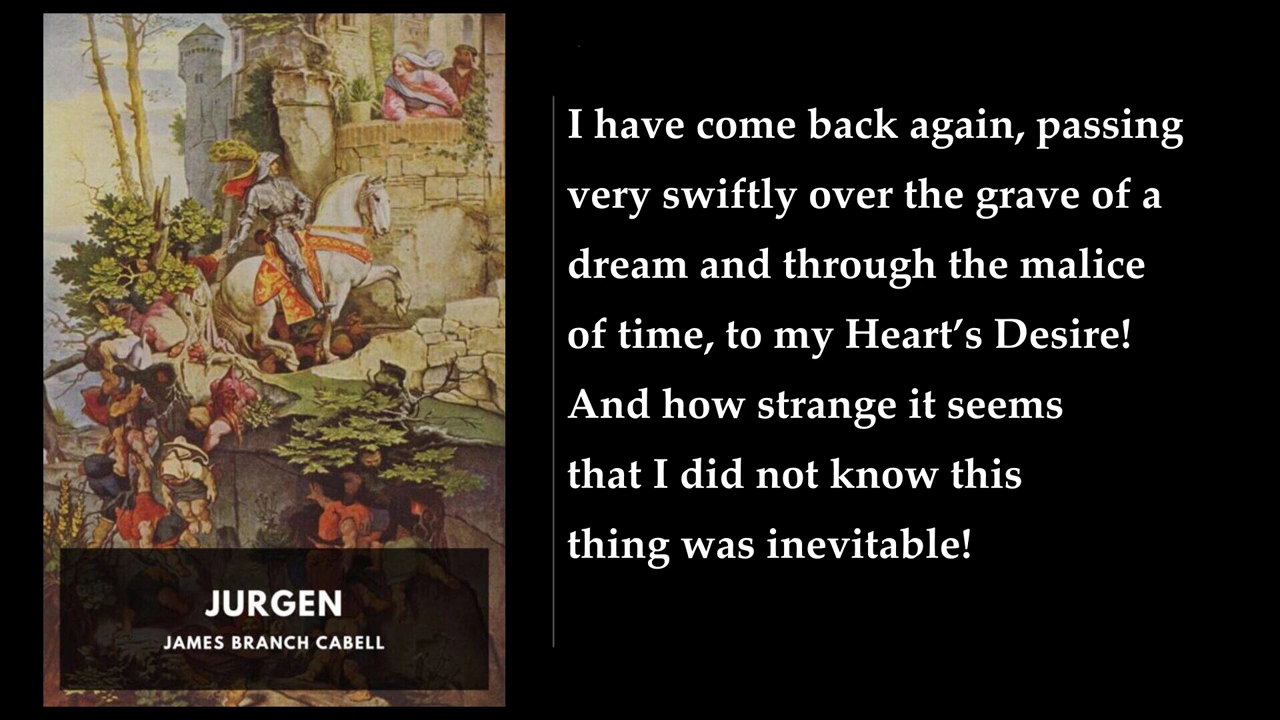 I have come back again, passing
very swiftly over the grave of a
dream and through the malice
of time, to my Heart’s Desire!
And how strange it seems
that I did not know this
thing was inevitable!
JURGEN
JAMES BRANCH CABELL